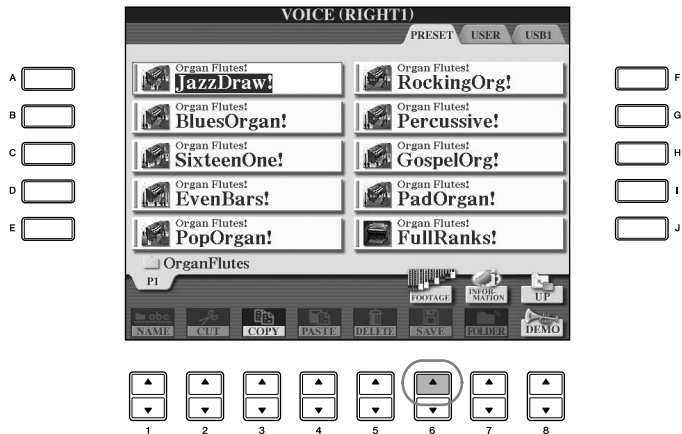 VOICE (RIGHT1)
PRESET USER USB1
A
B
C
D
E
Organ Flutes!
JazzDraw!
Organ Flutes!
BluesOrgan!
Organ Flutes!
SixteenOne!
Organ Flutes!
EvenBars!
Organ Flutes!
PopOrgan!
Organ Flutes!
RockingOrg!
Organ Flutes!
Percussive!
Organ Flutes!
GospelOrg!
Organ Flutes!
PadOrgan!
Organ Flutes!
FullRanks!
F
G
H
I
J
OrganFlutes
P1
FOOTAGE
INFOR-
MATION
UP
abc
NAME CUT COPY PASTE DELETE SAVE FOLDER DEMO
1 2 3 4 5 6 7 8